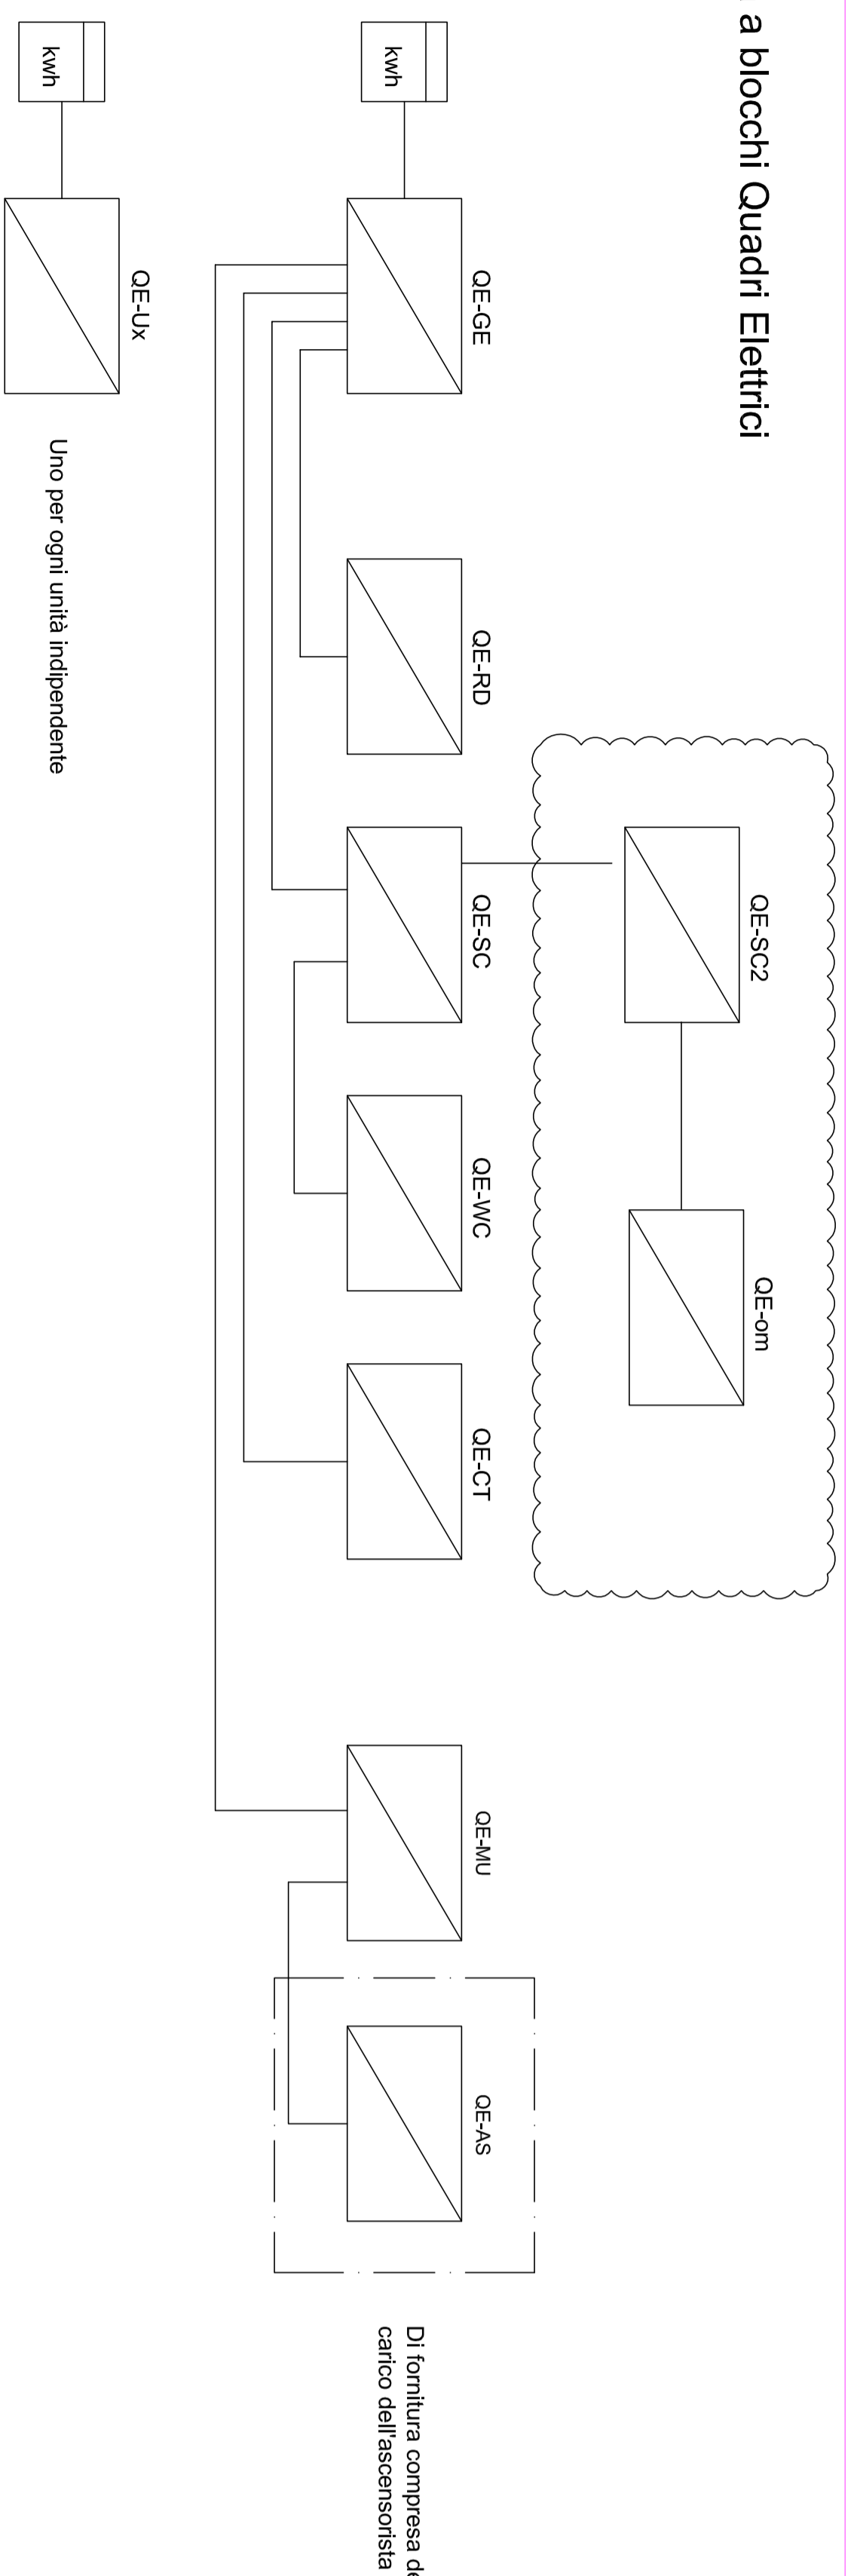 a blocchi Quadri Elettrici
QE-SC2
QE-om
kwh
QE-GE
QE-RD
QE-SC
QE-WC
QE-CT
QE-MU
QE-AS
Di fornitura compresa
carico dell'ascensorista
kwh
QE-Ux
Uno per ogni unità indipendente